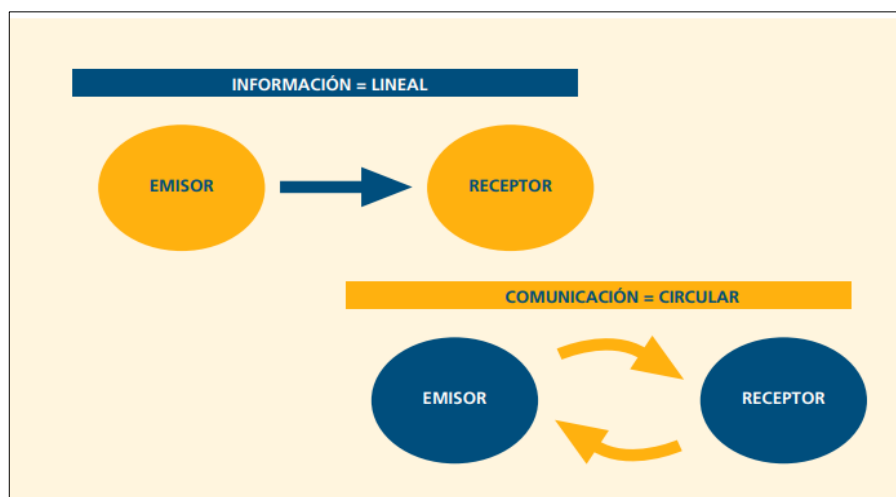 INFORMACIÓN = LINEAL
EMISOR
RECEPTOR
COMUNICACIÓN = CIRCULAR
EMISOR
RECEPTOR